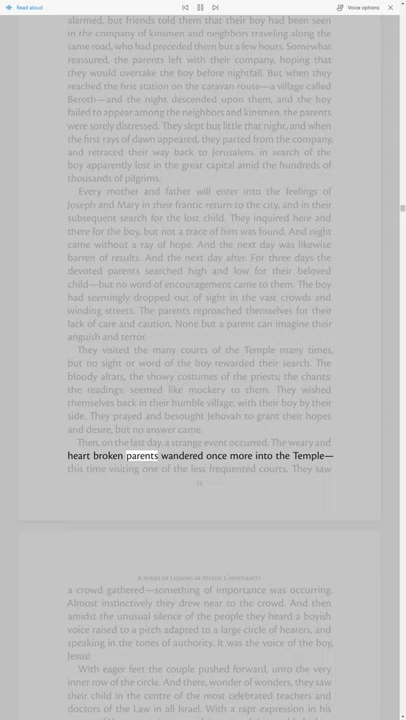 Read aloud
Voice options
alarmed, but friends told them that their boy had been seen
in the company of kinsmen and neighbors traveling along the
same road, who had preceded them but a few hours. Somewhat
reassured, the parents left with their company, hoping that
they would overtake the boy before nightfall. But when they
reached the first station on the caravan route—a village called
Beroth—and the night descended upon them, and the boy
failed to appear among the neighbors and kinsmen, the parents
were sorely distressed. They slept but little that night, and when
the first rays of dawn appeared, they parted from the company,
and retraced their way back to Jerusalem, in search of the
boy apparently lost in the great capital amid the hundreds of
thousands of pilgrims.
Every mother and father will enter into the feelings of
Joseph and Mary in their frantic return to the city, and in their
subsequent search for the lost child. They inquired here and
there for the boy, but not a trace of him was found. And night
came without a ray of hope. And the next day was likewise
barren of results. And the next day after. For three days the
devoted parents searched high and low for their beloved
child—but no word of encouragement came to them. The boy
had seemingly dropped out of sight in the vast crowds and
winding streets. The parents reproached themselves for their
lack of care and caution. None but a parent can imagine their
anguish and terror.
They visited the many courts of the Temple many times,
but no sight or word of the boy rewarded their search. The
bloody altars, the showy costumes of the priests; the chants;
the readings; seemed like mockery to them. They wished
themselves back in their humble village, with their boy by their
side. They prayed and besought Jehovah to grant their hopes
and desire, but no answer came.
Then, on the last day, a strange event occurred. The weary and
heart broken parents wandered once more into the Temple—
this time visiting one of the less frequented courts. They saw
A Series of Lessons in Mystic Christianity
a crowd gathered—something of importance was occurring.
Almost instinctively they drew near to the crowd. And then
amidst the unusual silence of the people they heard a boyish
voice raised to a pitch adapted to a large circle of hearers, and
speaking in the tones of authority. It was the voice of the boy,
Jesus!
With eager feet the couple pushed forward, unto the very
inner row of the circle. And there, wonder of wonders, they saw
their child in the centre of the most celebrated teachers and
doctors of the Law in all Israel. With a rapt expression in his